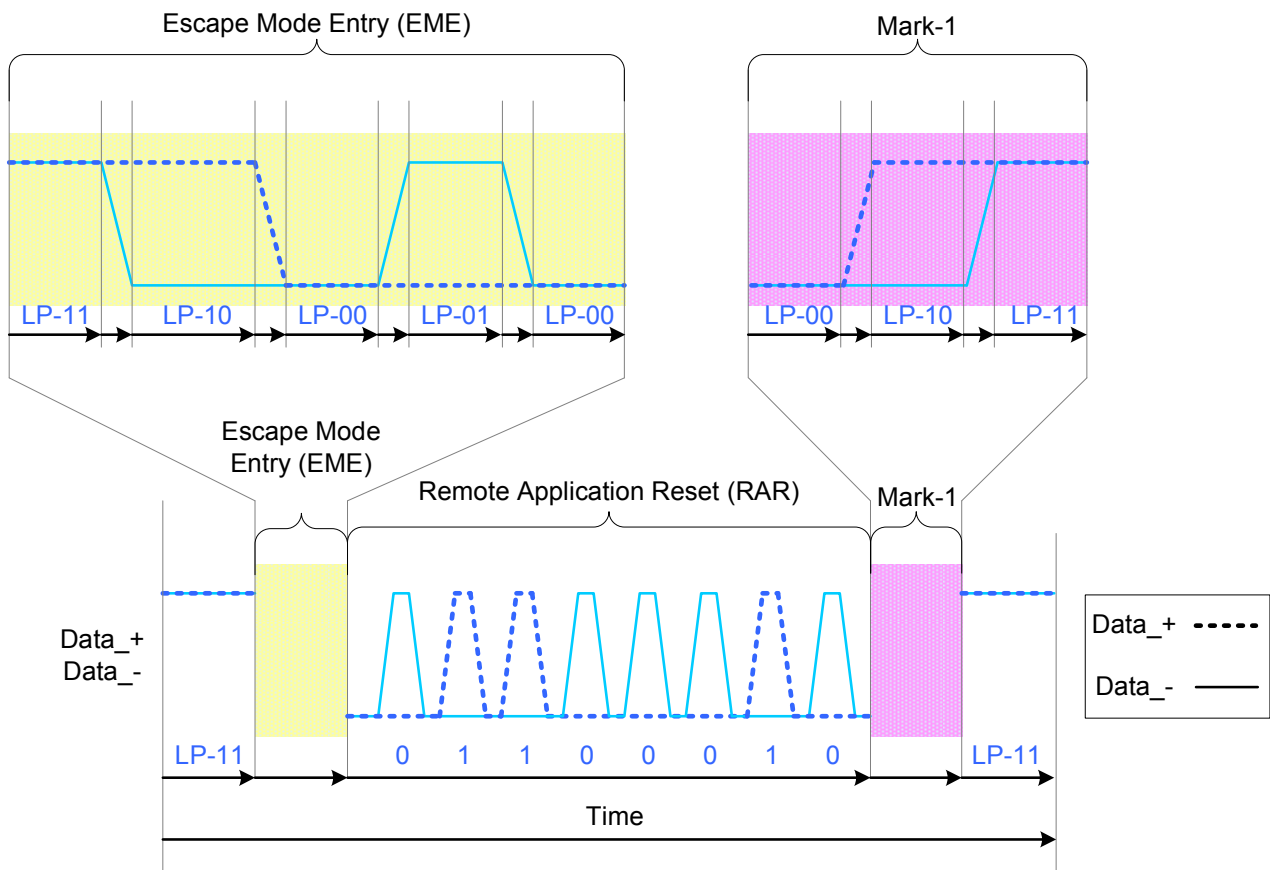 Escape Mode Entry (EME)
Mark-1
LP-11 LP-10 LP-00 LP-01 LP-00
LP-00 LP-10 LP-11
Escape Mode
Entry (EME)
Remote Application Reset (RAR)
Mark-1
Data_+
Data_-
Data_+
Data_-
LP-11 0 1 1 0 0 0 1 0 LP-11
Time